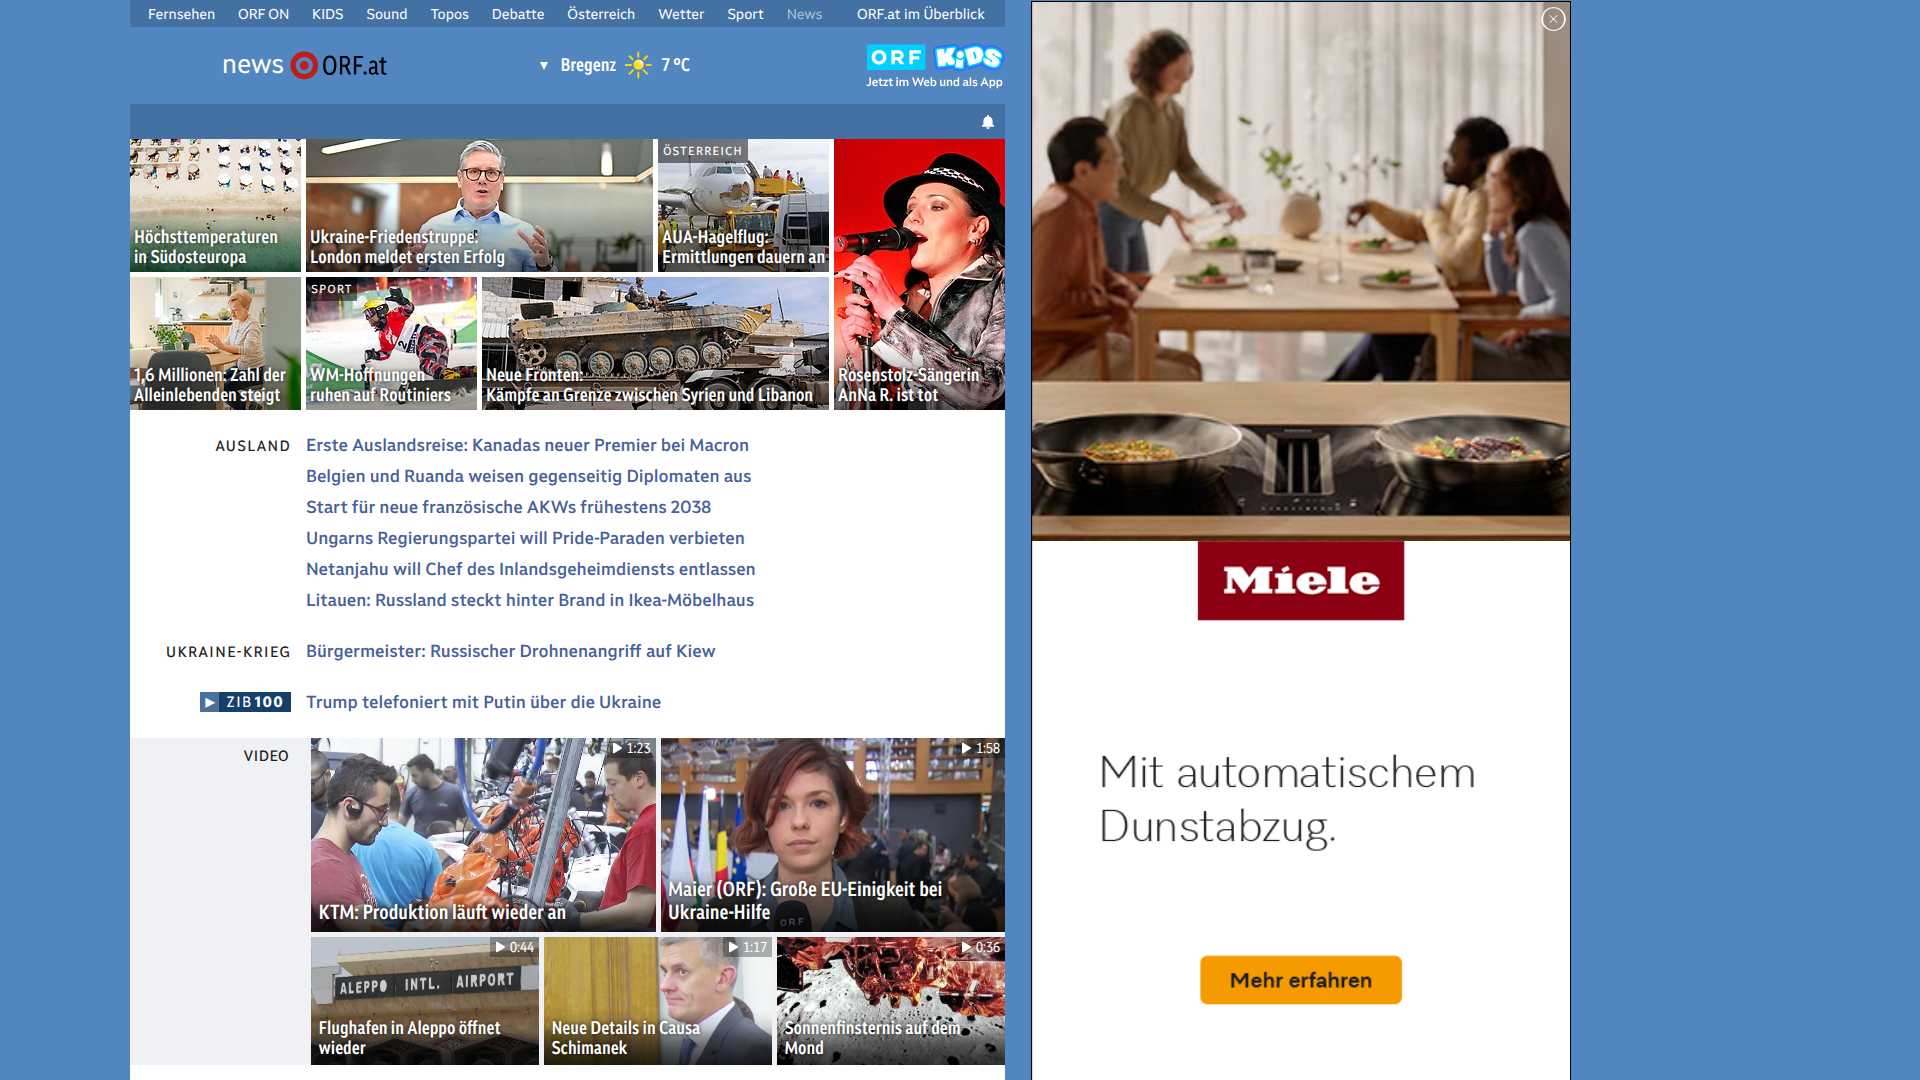 Fernsehen ORF ON KIDS Sound Topos Debatte Österreich Wetter Sport News ORF.at im Überblick
news ORF.at
▼ Bregenz 7 °C
ORF KiDS
Jetzt im Web und als App
Höchsttemperaturen
in Südosteuropa
Ukraine-Friedenstruppe:
London meldet ersten Erfolg
ÖSTERREICH
AUA-Hagelflug:
Ermittlungen dauern an
1,6 Millionen: Zahl der
Alleinlebenden steigt
SPORT
WM-Hoffnungen
ruhen auf Routiniers
Neue Fronten:
Kämpfe an Grenze zwischen Syrien und Libanon
Rosenstolz-Sängerin
AnNa R. ist tot
AUSLAND
Erste Auslandsreise: Kanadas neuer Premier bei Macron
Belgien und Ruanda weisen gegenseitig Diplomaten aus
Start für neue französische AKWs frühestens 2038
Ungarns Regierungspartei will Pride-Paraden verbieten
Netanjahu will Chef des Inlandsgeheimdiensts entlassen
Litauen: Russland steckt hinter Brand in Ikea-Möbelhaus
UKRAINE-KRIEG
Bürgermeister: Russischer Drohnenangriff auf Kiew
ZIB100
Trump telefoniert mit Putin über die Ukraine
VIDEO
1:23
KTM: Produktion läuft wieder an
1:58
ORF
Maier (ORF): Große EU-Einigkeit bei
Ukraine-Hilfe
0:44
ALEPPO INTL. AIRPORT
Flughafen in Aleppo öffnet
wieder
1:17
Neue Details in Causa
Schimanek
0:36
Sonnenfinsternis auf dem
Mond
Miele
Mit automatischem
Dunstabzug.
Mehr erfahren